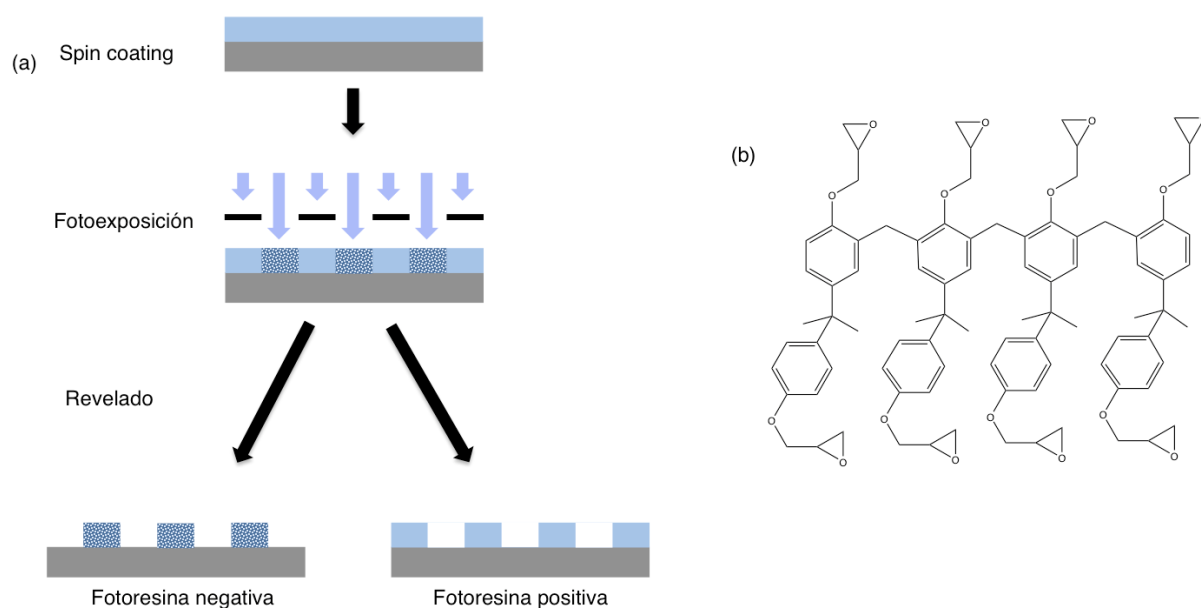 (a)
Spin coating
Fotoexposición
Revelado
Fotoresina negativa
Fotoresina positiva
(b)
O O O O
O O O O
O O O O
O O O O